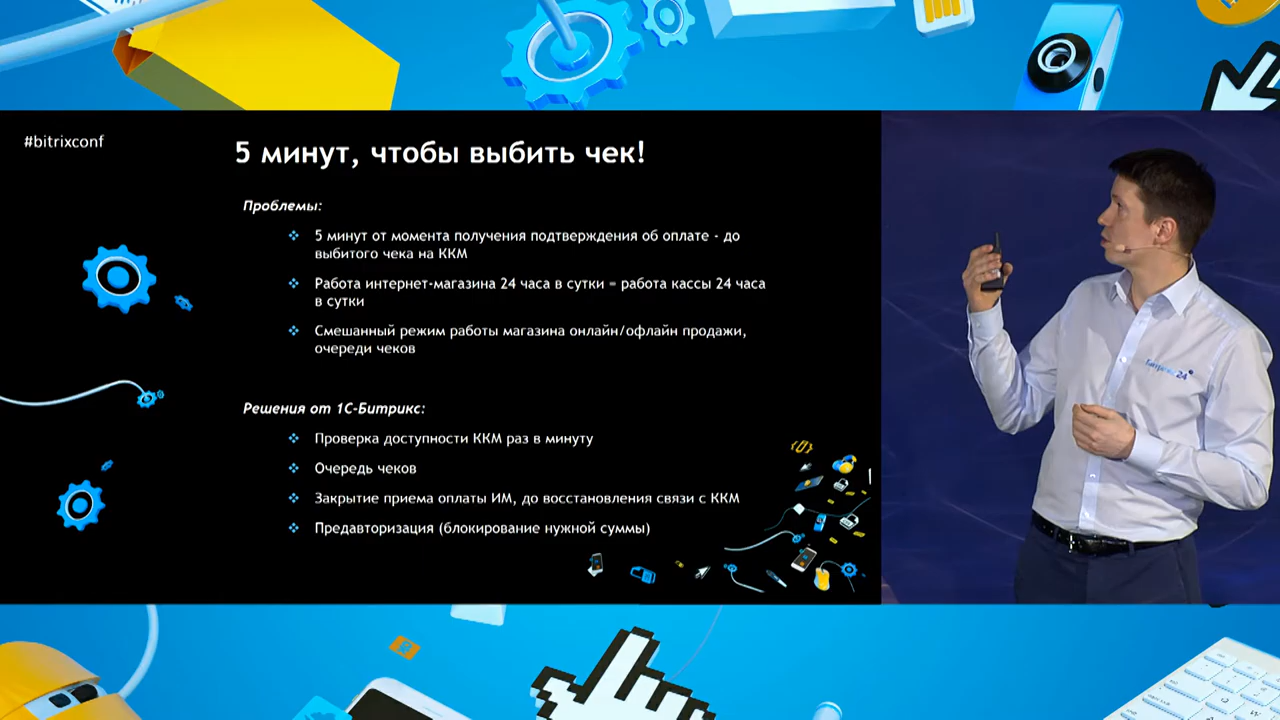 #bitrixconf
5 минут, чтобы выбить чек!
Проблемы:
5 минут от момента получения подтверждения об оплате - до
выбитого чека на ККМ
Работа интернет-магазина 24 часа в сутки = работа кассы 24 часа
в сутки
Смешанный режим работы магазина онлайн/офлайн продажи,
очереди чеков
Решения от 1С-Битрикс:
Проверка доступности ККМ раз в минуту
Очередь чеков
Закрытие приема оплаты ИМ, до восстановления связи с ККМ
Предавторизация (блокирование нужной суммы)
Битрикс24